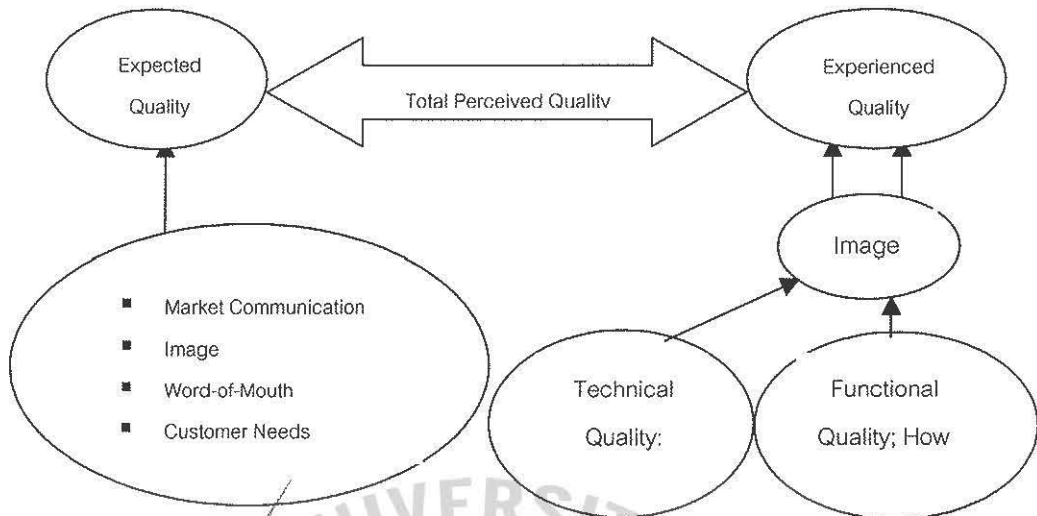 Expected
Quality
Total Perceived Quality
Experienced
Quality
Image
■ Market Communication
■ Image
■ Word-of-Mouth
■ Customer Needs
Technical
Quality:
Functional
Quality; How